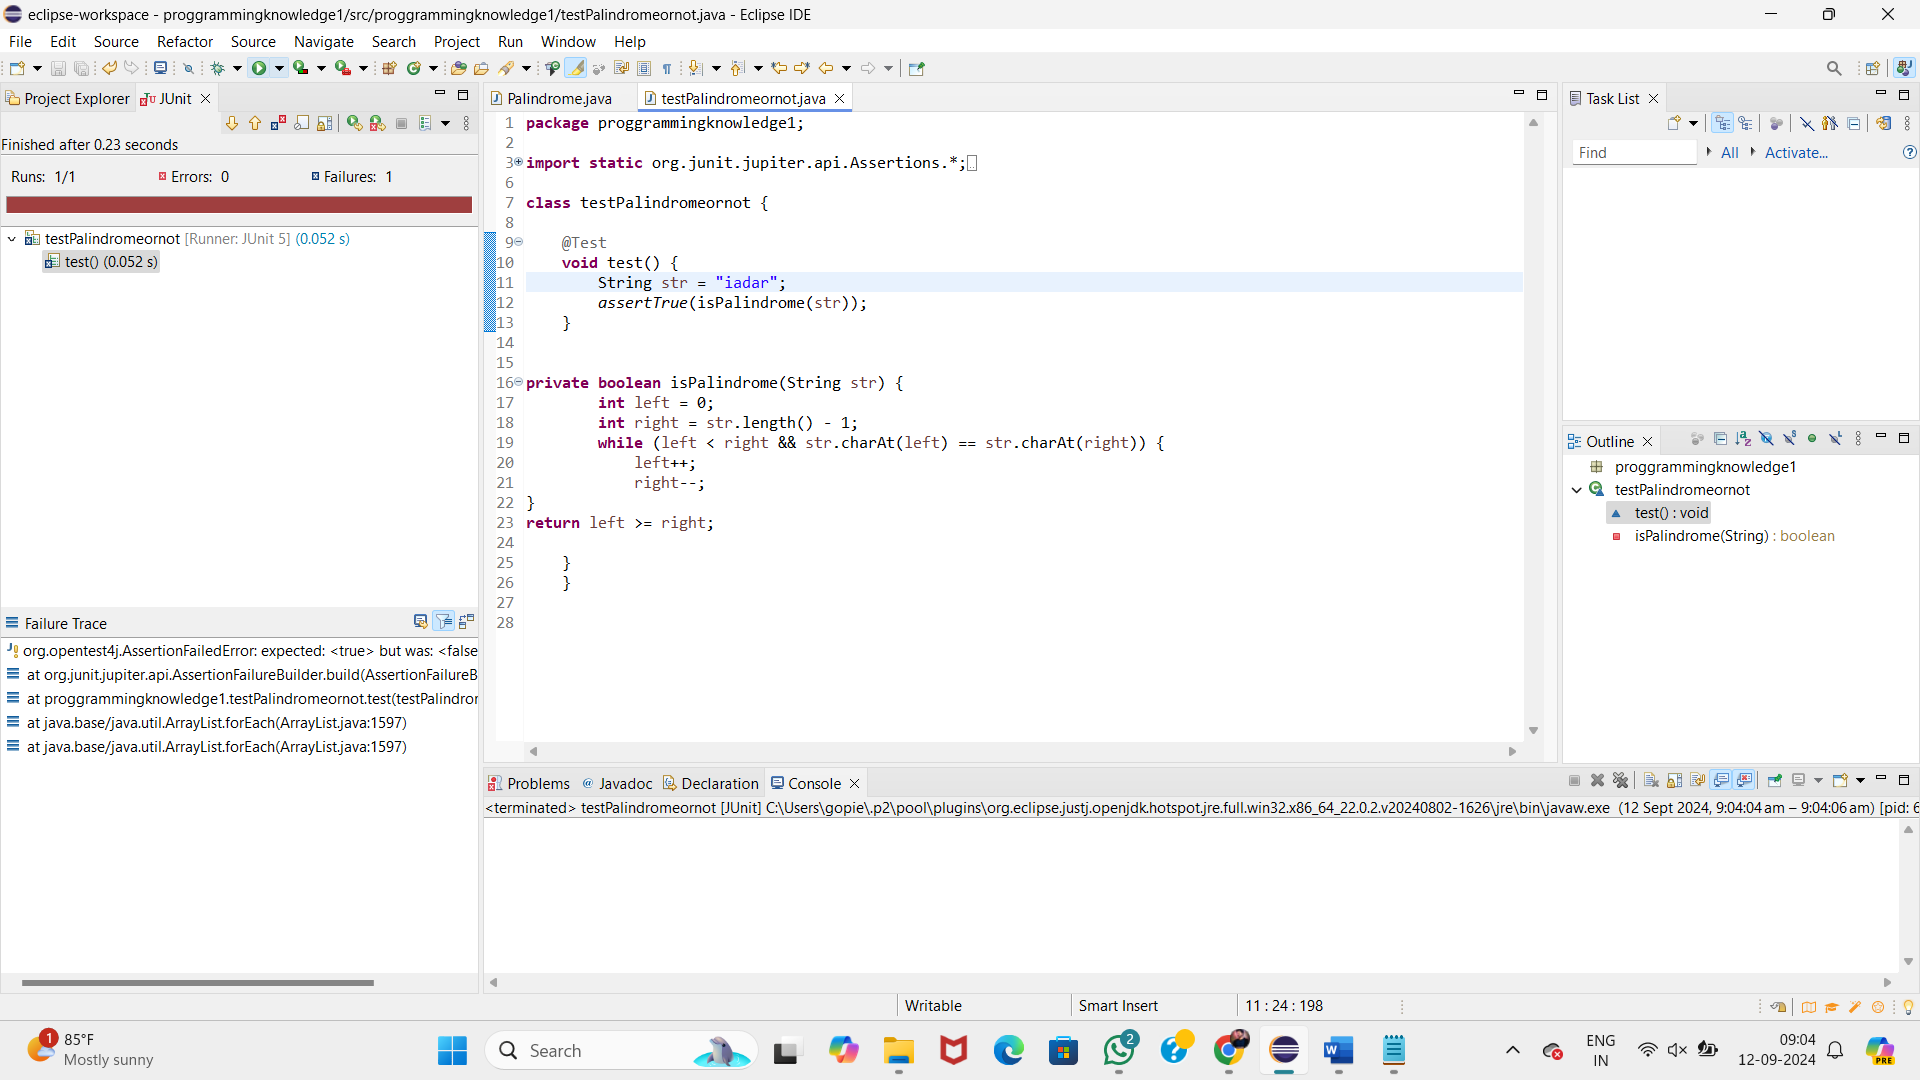 eclipse-workspace - proggrammingknowledge1/src/proggrammingknowledge1/testPalindromeornot.java - Eclipse IDE
File Edit Source Refactor Source Navigate Search Project Run Window Help
Project Explorer JUnit
Finished after 0.23 seconds
Runs: 1/1 Errors: 0 Failures: 1
testPalindromeornot [Runner: JUnit 5] (0.052 s)
test() (0.052 s)
Failure Trace
org.opentest4j.AssertionFailedError: expected: <true> but was: <false
at org.junit.jupiter.api.AssertionFailureBuilder.build(AssertionFailureB
at proggrammingknowledge1.testPalindromeornot.test(testPalindror
at java.base/java.util.ArrayList.forEach(ArrayList.java:1597)
at java.base/java.util.ArrayList.forEach(ArrayList.java:1597)
Palindrome.java testPalindromeornot.java
1 package proggrammingknowledge1;
2
3 import static org.junit.jupiter.api.Assertions.*;
6
7 class testPalindromeornot {
8
9 @Test
10 void test() {
11 String str = "iadar";
12 assertTrue(isPalindrome(str));
13 }
14
15
16 private boolean isPalindrome(String str) {
17 int left = 0;
18 int right = str.length() - 1;
19 while (left < right && str.charAt(left) == str.charAt(right)) {
20 left++;
21 right--;
22 }
23 return left >= right;
24
25 }
26 }
27
28
Task List
Find All Activate...
Outline
proggrammingknowledge1
testPalindromeornot
test() : void
isPalindrome(String) : boolean
Problems Javadoc Declaration Console
<terminated> testPalindromeornot [JUnit] C:\Users\gopie\.p2\pool\plugins\org.eclipse.justj.openjdk.hotspot.jre.full.win32.x86_64_22.0.2.v20240802-1626\jre\bin\javaw.exe (12 Sept 2024, 9:04:04 am – 9:04:06 am) [pid: 6
Writable Smart Insert 11 : 24 : 198
1 85°F
Mostly sunny
Search
2
ENG
IN
09:04
12-09-2024
PRE